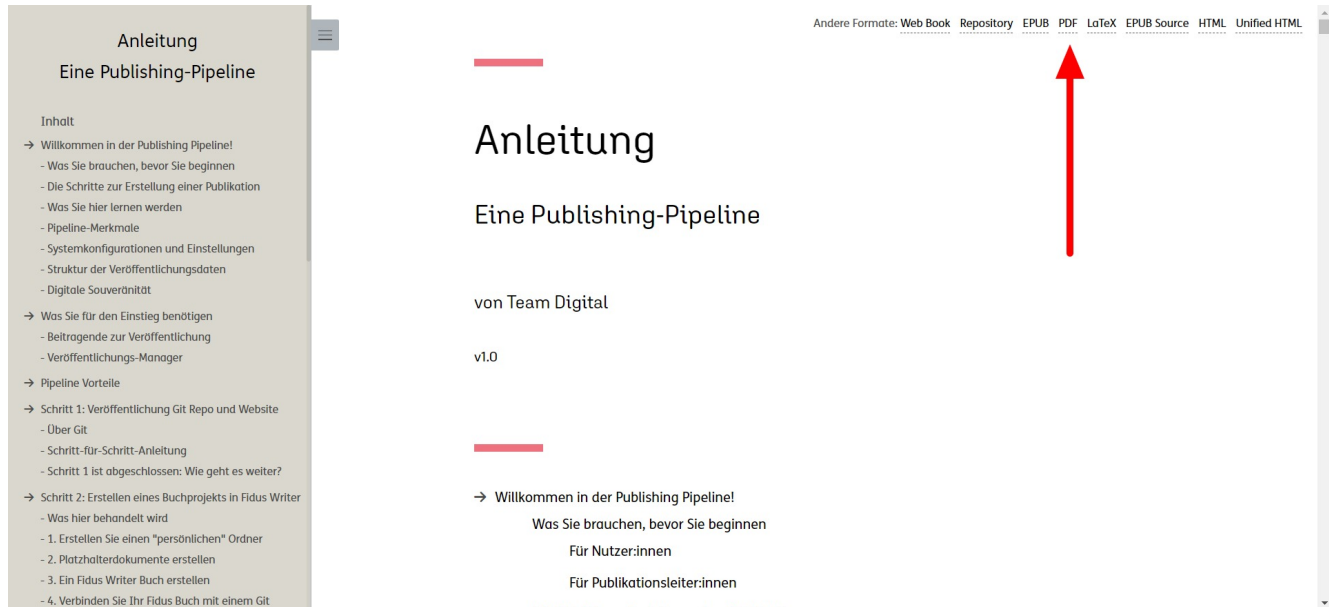 Anleitung
Eine Publishing-Pipeline
Inhalt
→ Willkommen in der Publishing Pipeline!
- Was Sie brauchen, bevor Sie beginnen
- Die Schritte zur Erstellung einer Publikation
- Was Sie hier lernen werden
- Pipeline-Merkmale
- Systemkonfigurationen und Einstellungen
- Struktur der Veröffentlichungsdaten
- Digitale Souveränität
→ Was Sie für den Einstieg benötigen
- Beitragende zur Veröffentlichung
- Veröffentlichungs-Manager
→ Pipeline Vorteile
→ Schritt 1: Veröffentlichung Git Repo und Website
- Über Git
- Schritt-für-Schritt-Anleitung
- Schritt 1 ist abgeschlossen: Wie geht es weiter?
→ Schritt 2: Erstellen eines Buchprojekts in Fidus Writer
- Was hier behandelt wird
- 1. Erstellen Sie einen "persönlichen" Ordner
- 2. Platzhalterdokumente erstellen
- 3. Ein Fidus Writer Buch erstellen
- 4. Verbinden Sie Ihr Fidus Buch mit einem Git
Andere Formate: Web Book Repository EPUB PDF LaTeX EPUB Source HTML Unified HTML
Anleitung
Eine Publishing-Pipeline
von Team Digital
v1.0
→ Willkommen in der Publishing Pipeline!
Was Sie brauchen, bevor Sie beginnen
Für Nutzer:innen
Für Publikationsleiter:innen